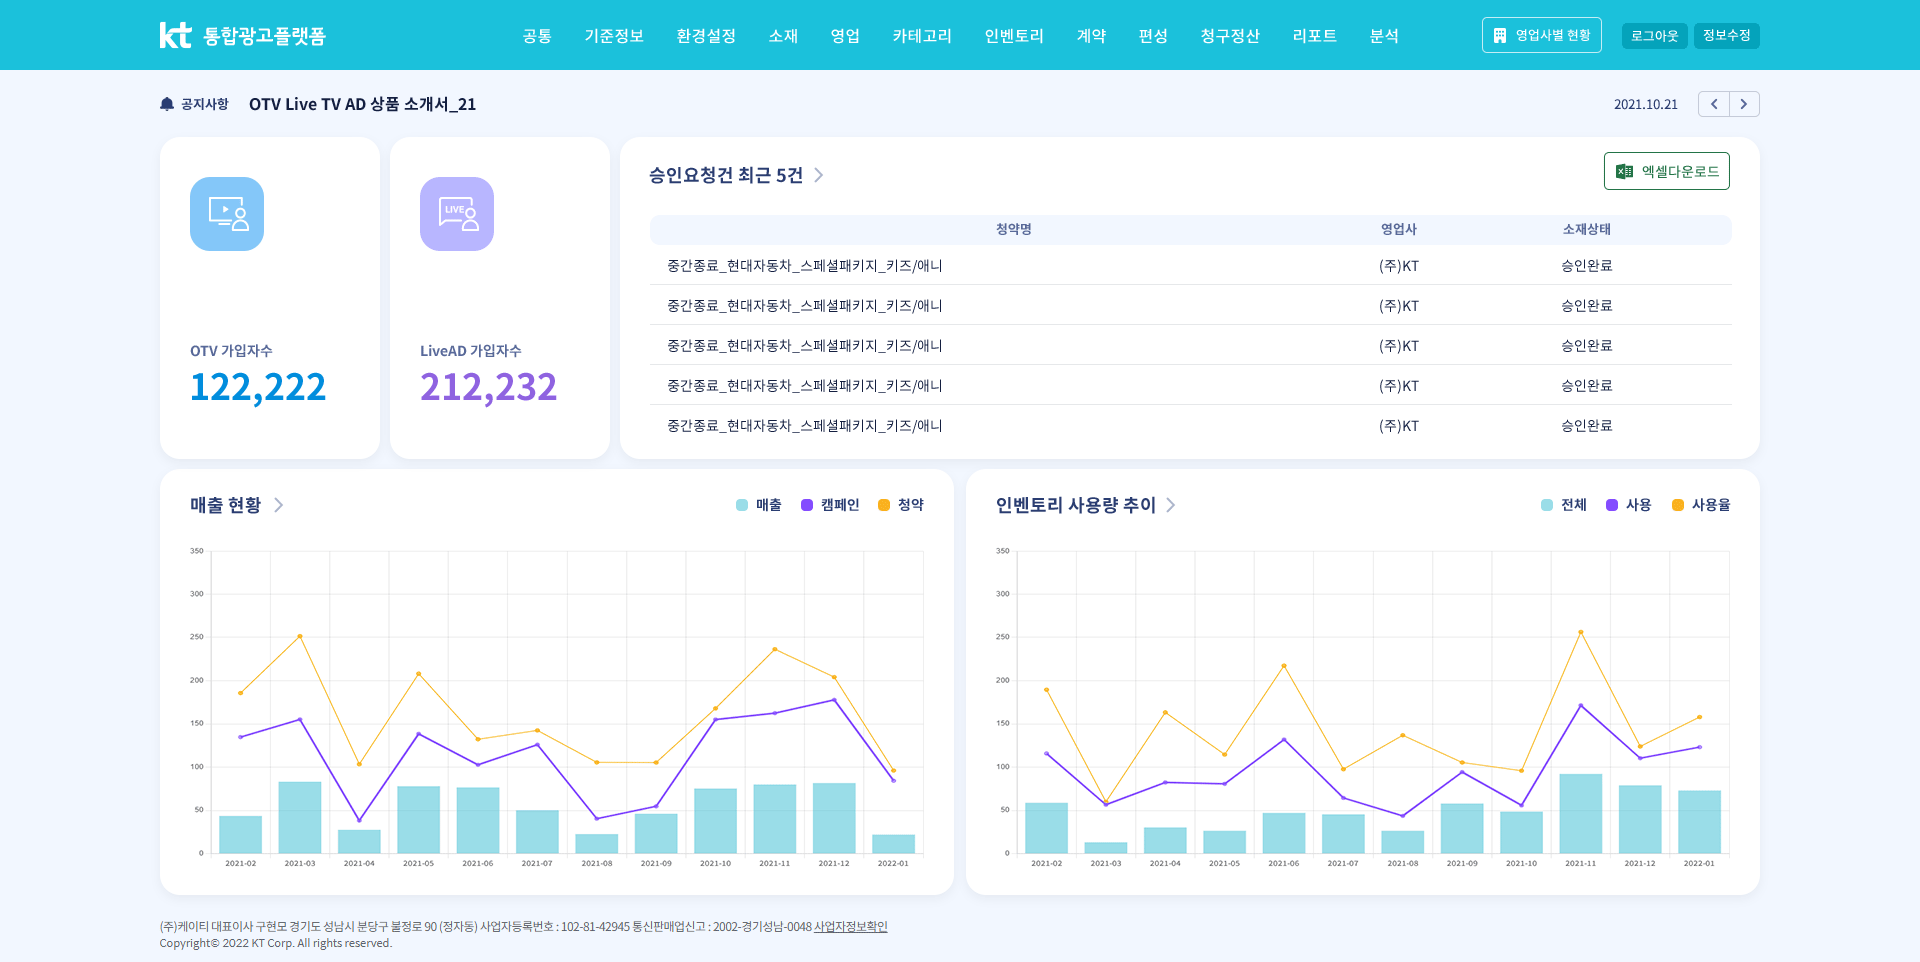 kt 통합광고플랫폼 공통 기준정보 환경설정 소재 영업 카테고리 인벤토리 계약 편성 청구정산 리포트 분석 영업사별 현황 로그아웃 정보수정
공지사항 OTV Live TV AD 상품 소개서_21 2021.10.21
LIVE
OTV 가입자수
122,222
LiveAD 가입자수
212,232
승인요청건 최근 5건 엑셀다운로드
청약명 영업사 소재상태
중간종료_현대자동차_스페셜패키지_키즈/애니 (주)KT 승인완료
중간종료_현대자동차_스페셜패키지_키즈/애니 (주)KT 승인완료
중간종료_현대자동차_스페셜패키지_키즈/애니 (주)KT 승인완료
중간종료_현대자동차_스페셜패키지_키즈/애니 (주)KT 승인완료
중간종료_현대자동차_스페셜패키지_키즈/애니 (주)KT 승인완료
매출 현황 매출 캠페인 청약
350
300
250
200
150
100
50
0
2021-02 2021-03 2021-04 2021-05 2021-06 2021-07 2021-08 2021-09 2021-10 2021-11 2021-12 2022-01
인벤토리 사용량 추이 전체 사용 사용율
350
300
250
200
150
100
50
0
2021-02 2021-03 2021-04 2021-05 2021-06 2021-07 2021-08 2021-09 2021-10 2021-11 2021-12 2022-01
(주)케이티 대표이사 구현모 경기도 성남시 분당구 불정로 90 (정자동) 사업자등록번호 : 102-81-42945 통신판매업신고 : 2002-경기성남-0048 사업자정보확인
Copyright© 2022 KT Corp. All rights reserved.